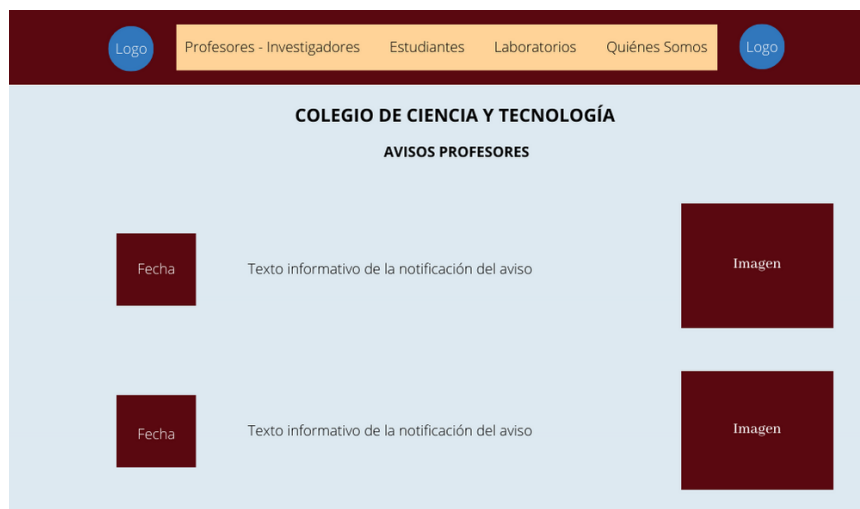 Logo
Profesores - Investigadores Estudiantes Laboratorios Quiénes Somos
Logo
COLEGIO DE CIENCIA Y TECNOLOGÍA
AVISOS PROFESORES
Fecha
Texto informativo de la notificación del aviso
Imagen
Fecha
Texto informativo de la notificación del aviso
Imagen